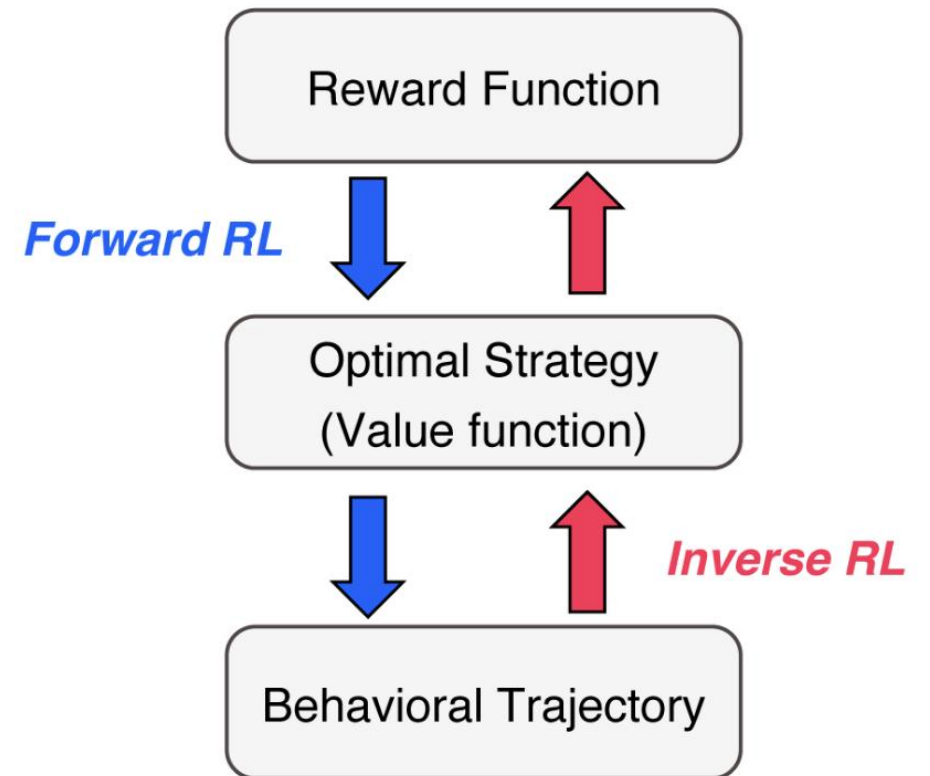 Reward Function
Forward RL
Optimal Strategy
(Value function)
Inverse RL
Behavioral Trajectory